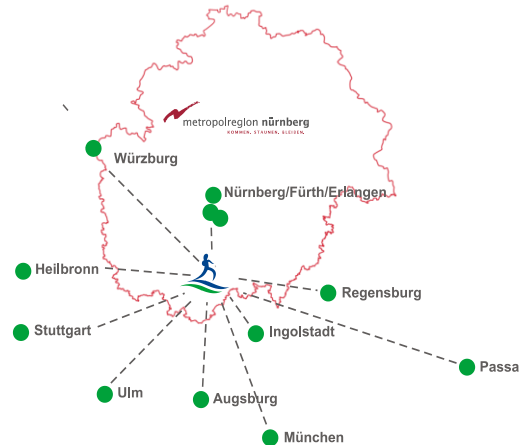 metropolregion nürnberg
KOMMEN. STAUNEN. BLEIBEN.
Würzburg
Nürnberg/Fürth/Erlangen
Heilbronn
Regensburg
Stuttgart
Ingolstadt
Passa
Ulm
Augsburg
München